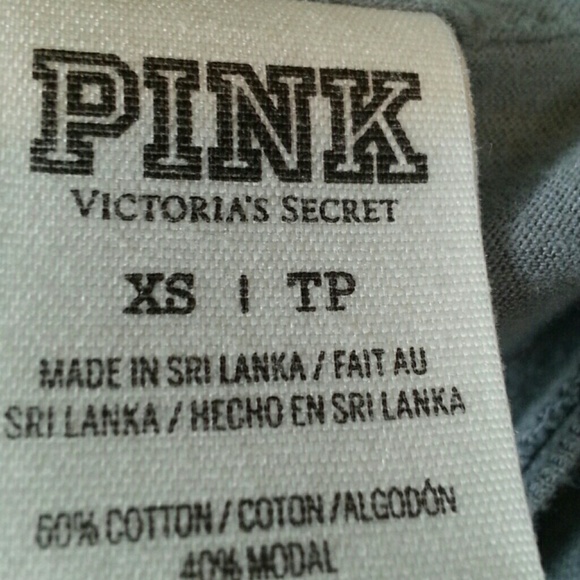 PINK
VICTORIA'S SECRET
XS | TP
MADE IN SRI LANKA / FAIT AU
SRI LANKA / HECHO EN SRI LANKA
60% COTTON / COTON / ALGODÓN
40% MODAL